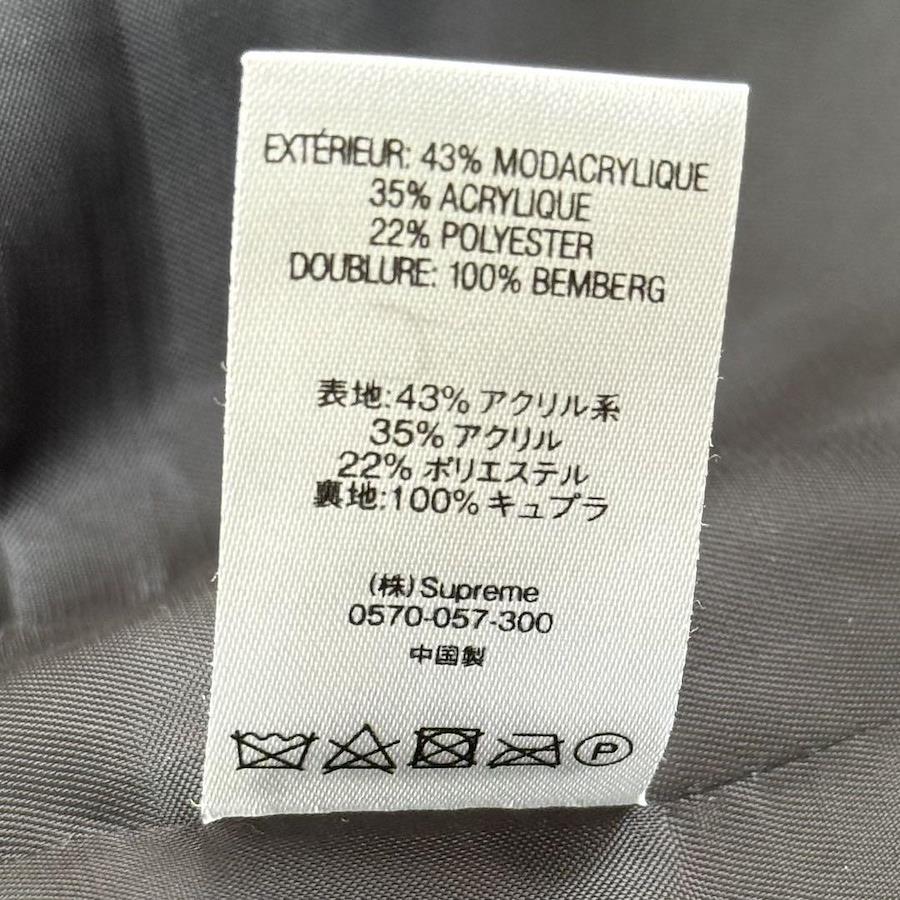 EXTÉRIEUR: 43% MODACRYLIQUE
35% ACRYLIQUE
22% POLYESTER
DOUBLURE: 100% BEMBERG
表地:43% アクリル系
35% アクリル
22% ポリエステル
裏地:100% キュプラ
(株)Supreme
0570-057-300
中国製
P